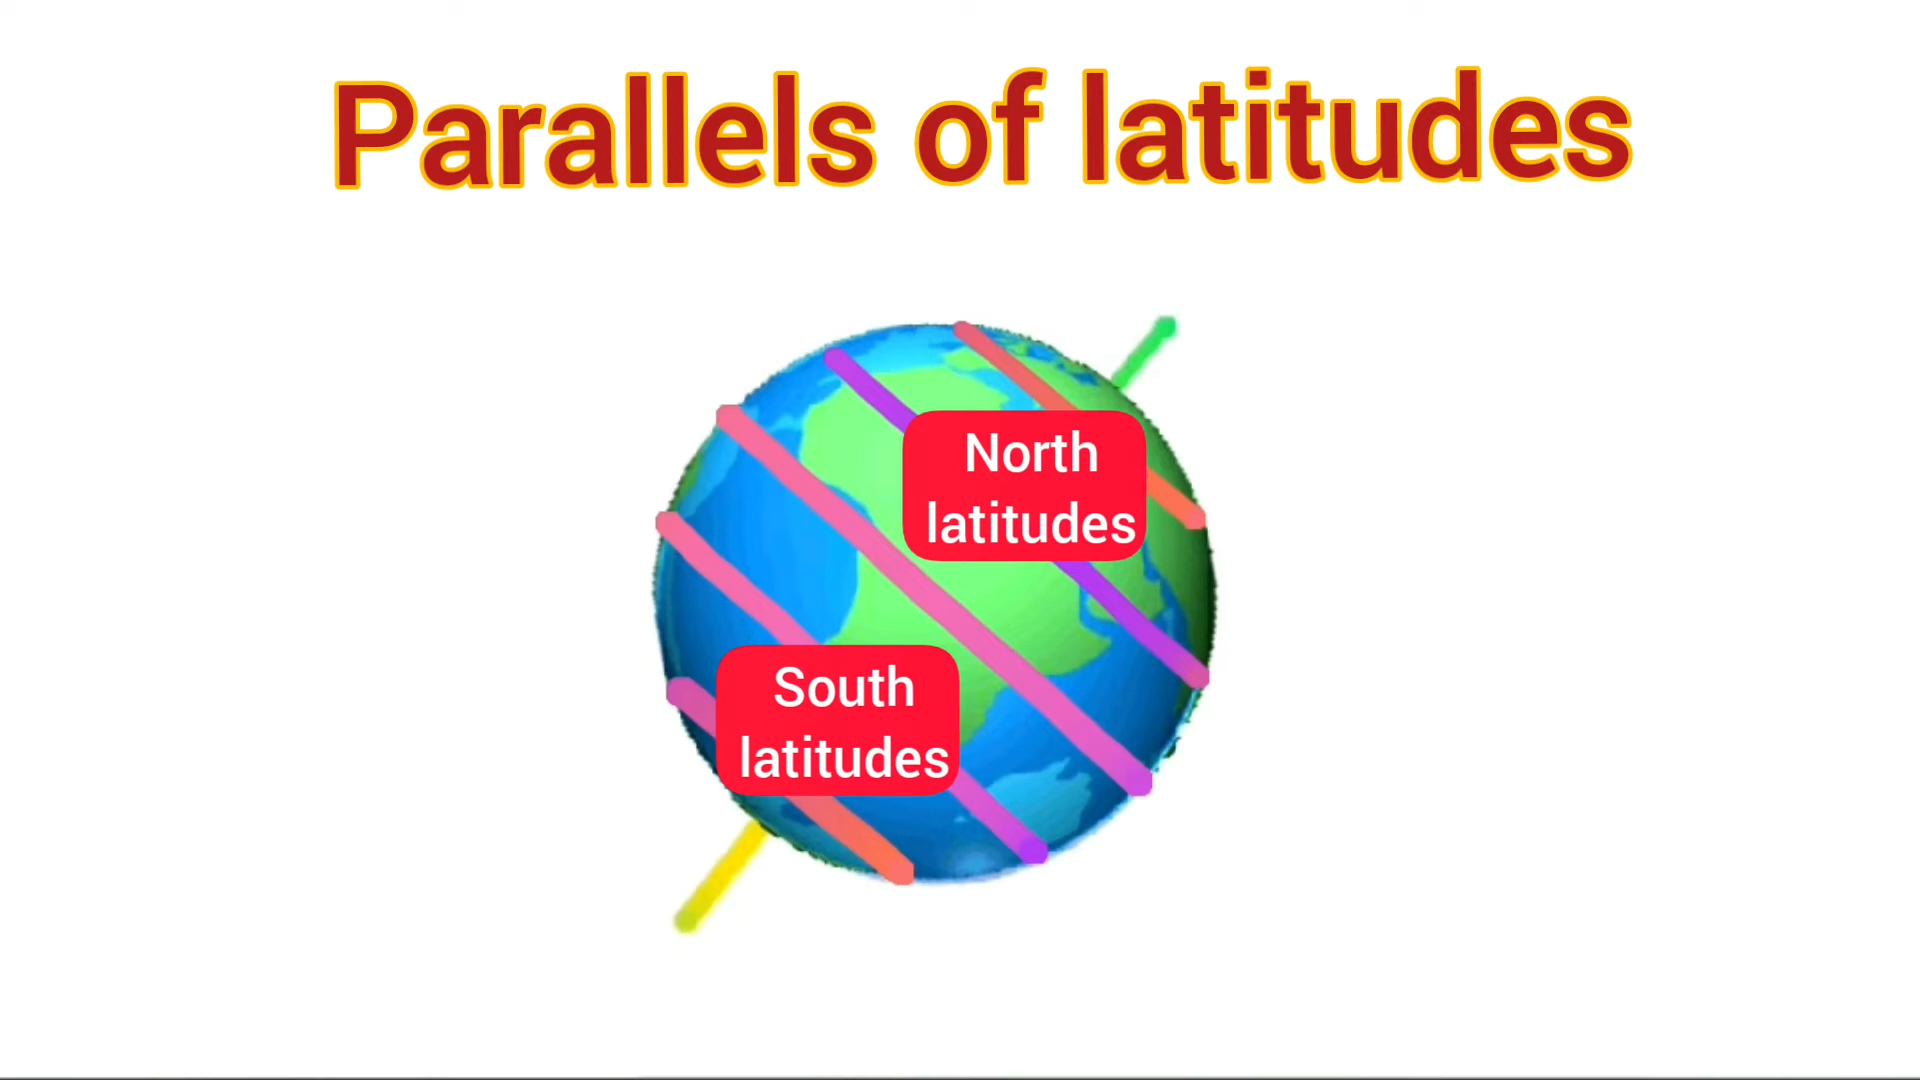 Parallels of latitudes
North
latitudes
South
latitudes